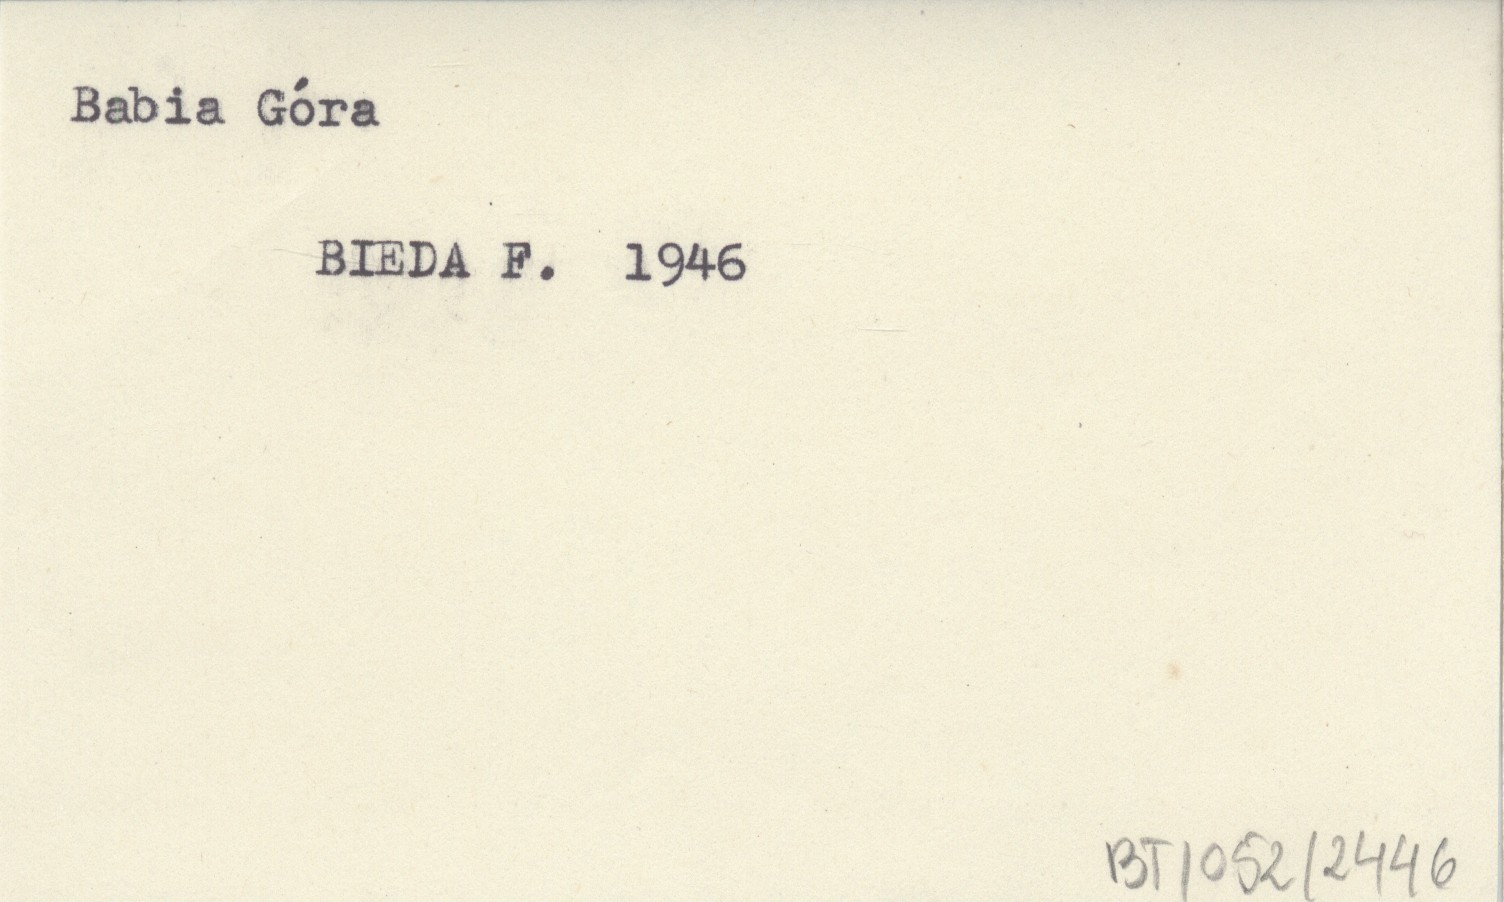 Babia Góra
BIEDA F. 1946
BT/052/2446